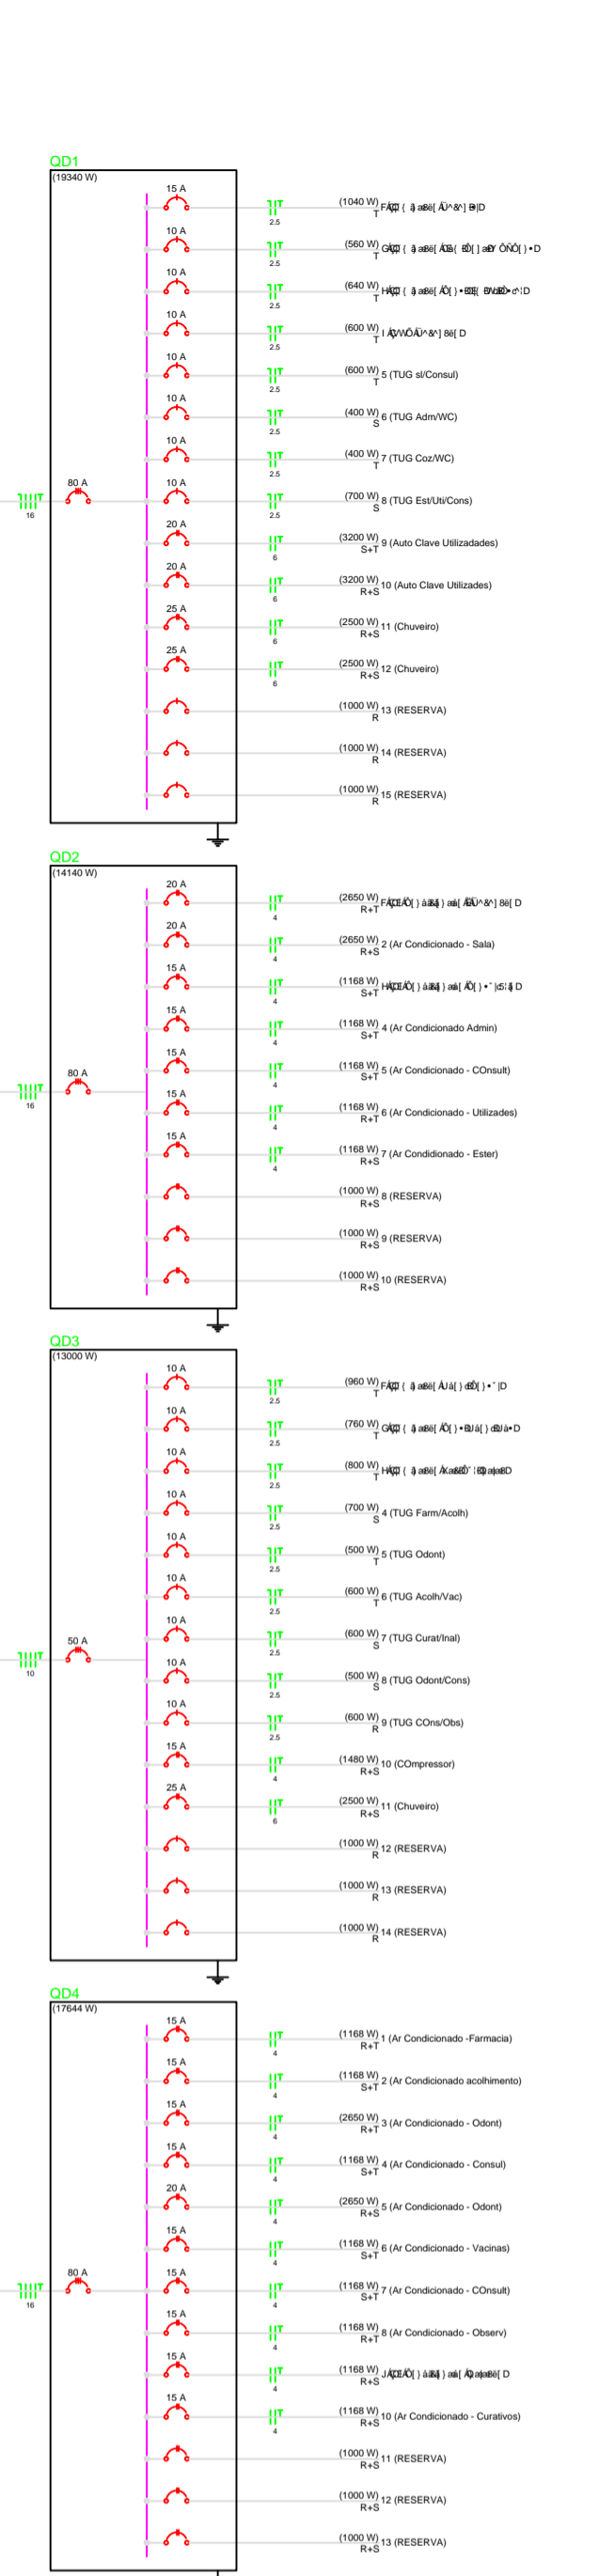 QD1
(19340 W)
15 A
2.5
(1040 W)
T
10 A
2.5
(560 W)
T
10 A
2.5
(640 W)
T
10 A
2.5
(600 W)
T
10 A
2.5
(600 W)
T
5 (TUG sl/Consul)
10 A
2.5
(400 W)
S
6 (TUG Adm/WC)
10 A
2.5
(400 W)
T
7 (TUG Coz/WC)
80 A
16
10 A
2.5
(700 W)
S
8 (TUG Est/Uti/Cons)
20 A
6
(3200 W)
S+T
9 (Auto Clave Utilizadades)
20 A
6
(3200 W)
R+S
10 (Auto Clave Utilizades)
25 A
6
(2500 W)
R+S
11 (Chuveiro)
25 A
6
(2500 W)
R+S
12 (Chuveiro)
(1000 W)
R
13 (RESERVA)
(1000 W)
R
14 (RESERVA)
(1000 W)
R
15 (RESERVA)
QD2
(14140 W)
20 A
4
(2650 W)
R+T
20 A
4
(2650 W)
R+S
2 (Ar Condicionado - Sala)
15 A
4
(1168 W)
S+T
15 A
4
(1168 W)
S+T
4 (Ar Condicionado Admin)
15 A
4
(1168 W)
S+T
5 (Ar Condicionado - COnsult)
80 A
16
15 A
4
(1168 W)
R+T
6 (Ar Condicionado - Utilizades)
15 A
4
(1168 W)
R+S
7 (Ar Condidionado - Ester)
(1000 W)
R+S
8 (RESERVA)
(1000 W)
R+S
9 (RESERVA)
(1000 W)
R+S
10 (RESERVA)
QD3
(13000 W)
10 A
2.5
(960 W)
T
10 A
2.5
(760 W)
T
10 A
2.5
(800 W)
T
10 A
2.5
(700 W)
S
4 (TUG Farm/Acolh)
10 A
2.5
(500 W)
T
5 (TUG Odont)
10 A
2.5
(600 W)
T
6 (TUG Acolh/Vac)
10 A
2.5
(600 W)
S
7 (TUG Curat/Inal)
50 A
10
10 A
2.5
(500 W)
S
8 (TUG Odont/Cons)
10 A
2.5
(600 W)
R
9 (TUG COns/Obs)
15 A
4
(1480 W)
R+S
10 (COmpressor)
25 A
6
(2500 W)
R+S
11 (Chuveiro)
(1000 W)
R
12 (RESERVA)
(1000 W)
R
13 (RESERVA)
(1000 W)
R
14 (RESERVA)
QD4
(17644 W)
15 A
4
(1168 W)
R+T
1 (Ar Condicionado -Farmacia)
15 A
4
(1168 W)
S+T
2 (Ar Condicionado acolhimento)
15 A
4
(2650 W)
R+T
3 (Ar Condicionado - Odont)
15 A
4
(1168 W)
S+T
4 (Ar Condicionado - Consul)
20 A
4
(2650 W)
R+S
5 (Ar Condicionado - Odont)
15 A
4
(1168 W)
S+T
6 (Ar Condicionado - Vacinas)
80 A
16
15 A
4
(1168 W)
S+T
7 (Ar Condicionado - COnsult)
15 A
4
(1168 W)
R+T
8 (Ar Condicionado - Observ)
15 A
4
(1168 W)
R+S
15 A
4
(1168 W)
R+S
10 (Ar Condicionado - Curativos)
(1000 W)
R+S
11 (RESERVA)
(1000 W)
R+S
12 (RESERVA)
(1000 W)
R+S
13 (RESERVA)